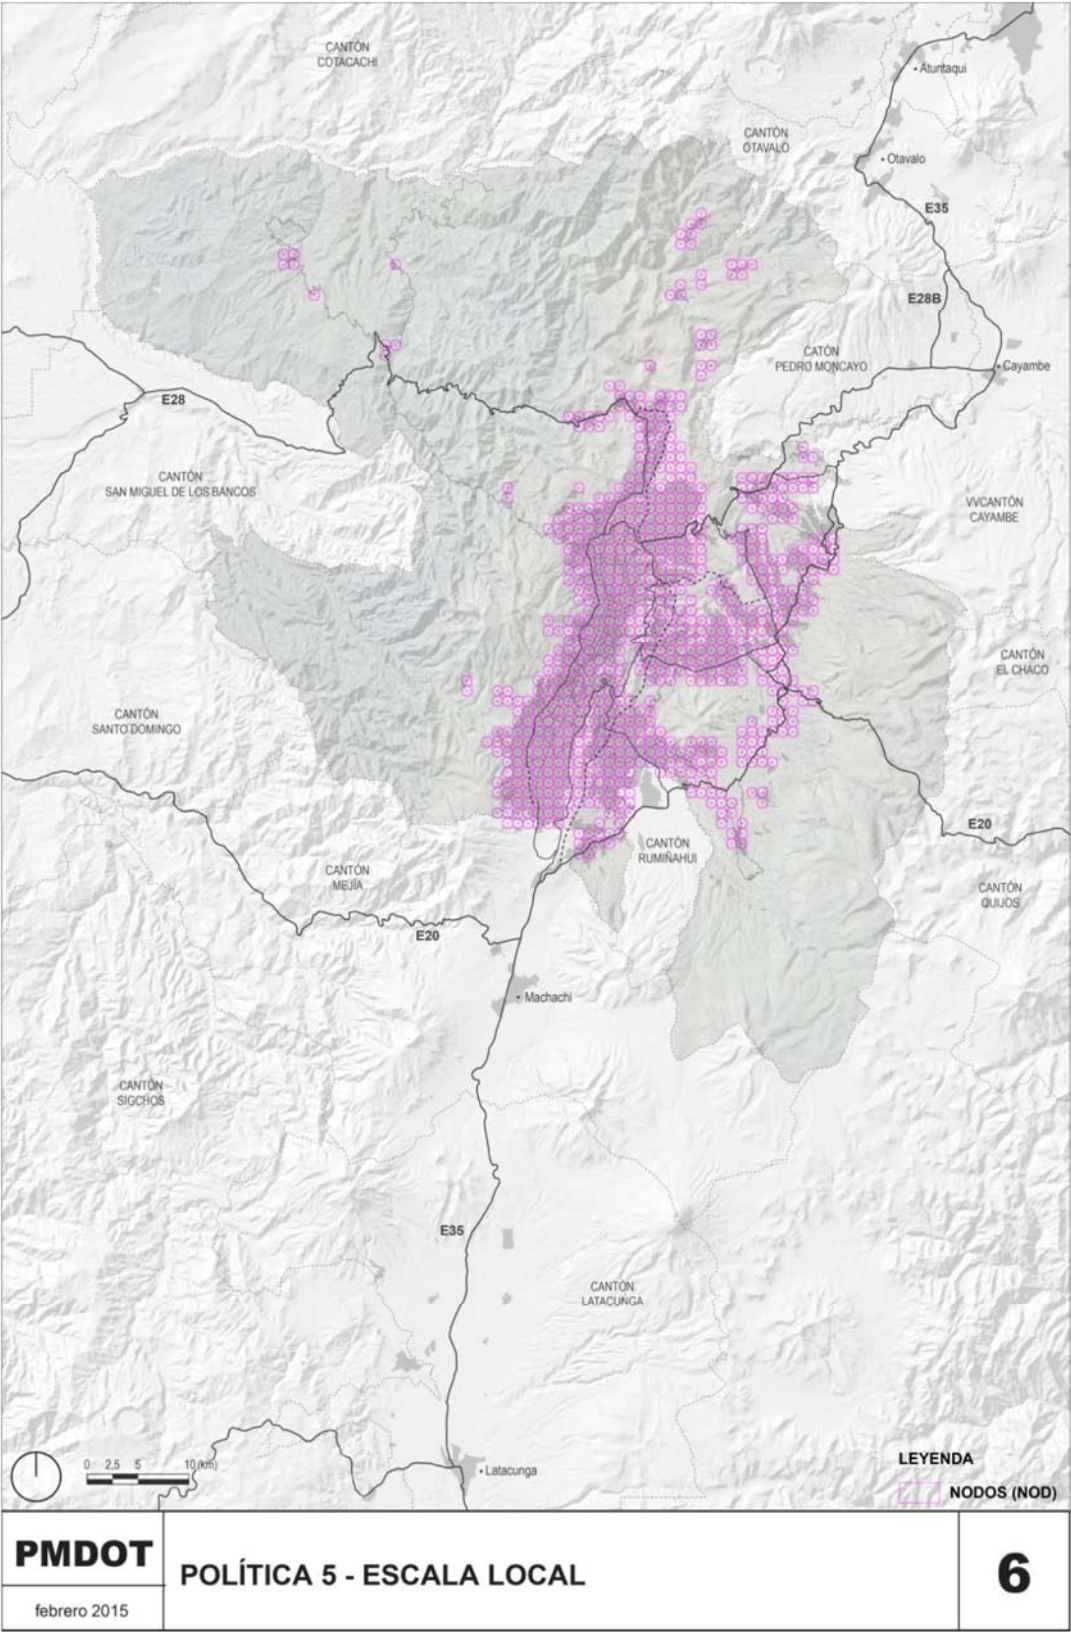 CANTÓN
COTACACHI
Atuntaqui
CANTÓN
OTAVALO
Otavalo
E35
E28B
CATÓN
PEDRO MONCAYO
Cayambe
E28
CANTÓN
SAN MIGUEL DE LOS BANCOS
VVCANTÓN
CAYAMBE
CANTÓN
EL CHACO
CANTÓN
SANTO DOMINGO
E20
CANTÓN
RUMIÑAHUI
CANTÓN
MEJÍA
CANTÓN
QUIJOS
E20
Machachi
CANTÓN
SIGCHOS
E35
CANTÓN
LATACUNGA
LEYENDA
NODOS (NOD)
0 2.5 5 10 (km)
Latacunga
PMDOT
febrero 2015
POLÍTICA 5 - ESCALA LOCAL
6